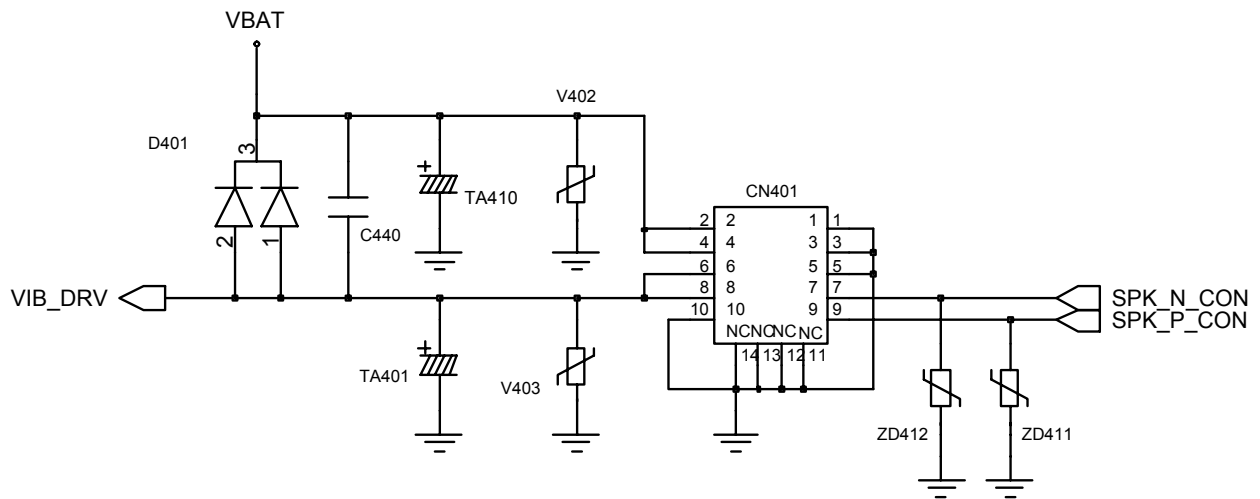 VBAT
V402
D401
3
+
TA410
CN401
2 1
C440
2 2 1 1
4 4 3 3
6 6 5 5
8 8 7 7
10 10 9 9
NC NC NC NC
14 13 12 11
VIB_DRV
SPK_N_CON
SPK_P_CON
+
TA401
V403
ZD412
ZD411